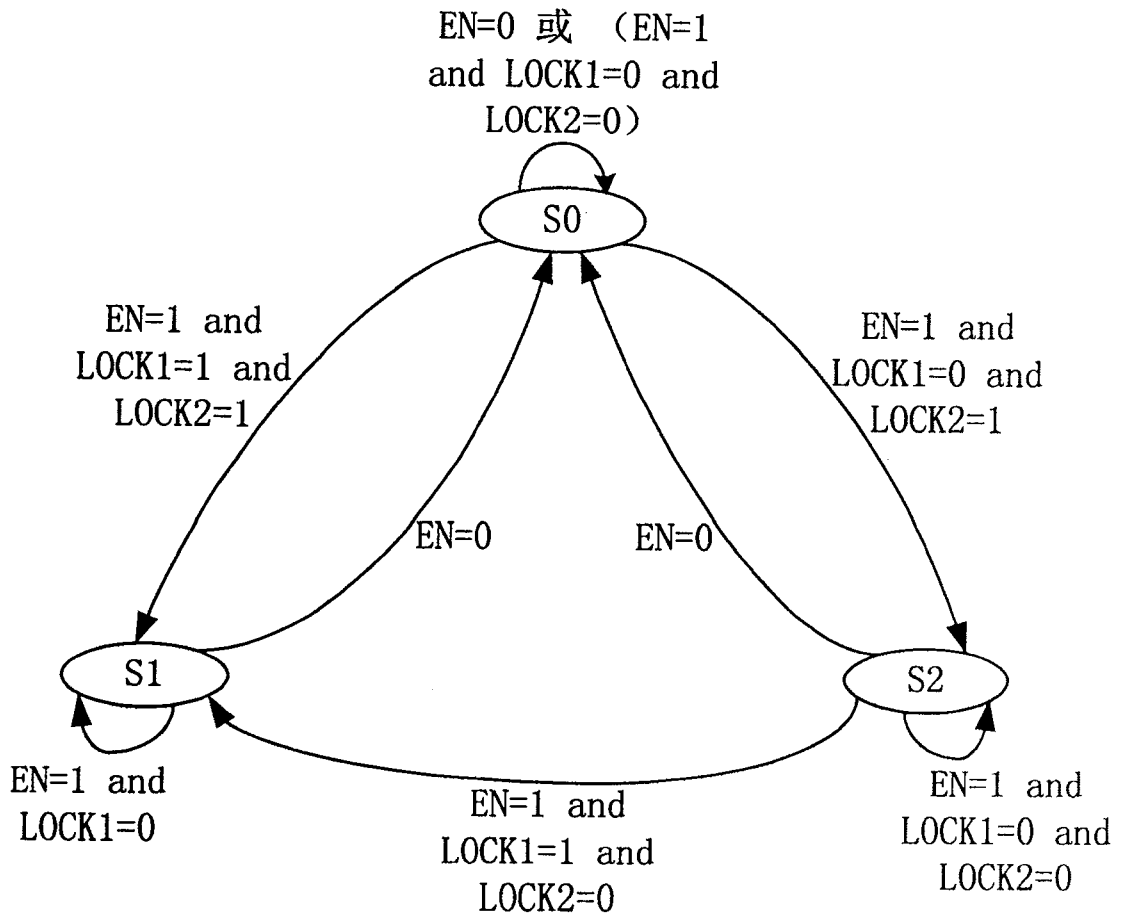 EN=0 或 （EN=1
and LOCK1=0 and
LOCK2=0）
S0
EN=1 and
LOCK1=1 and
LOCK2=1
EN=1 and
LOCK1=0 and
LOCK2=1
EN=0
EN=0
S1
S2
EN=1 and
LOCK1=0
EN=1 and
LOCK1=1 and
LOCK2=0
EN=1 and
LOCK1=0 and
LOCK2=0